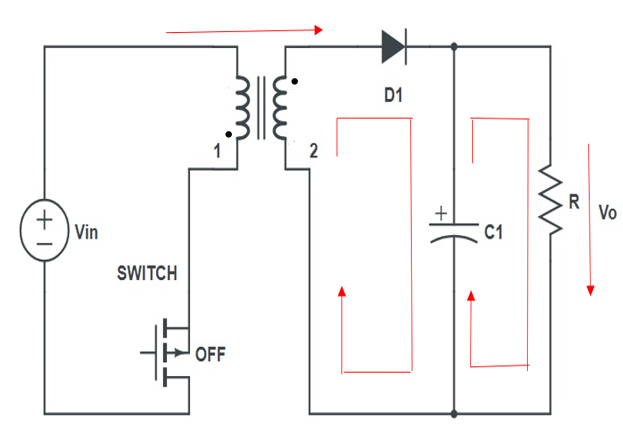 D1
1
2
+
C1
R
Vo
+
−
Vin
SWITCH
OFF